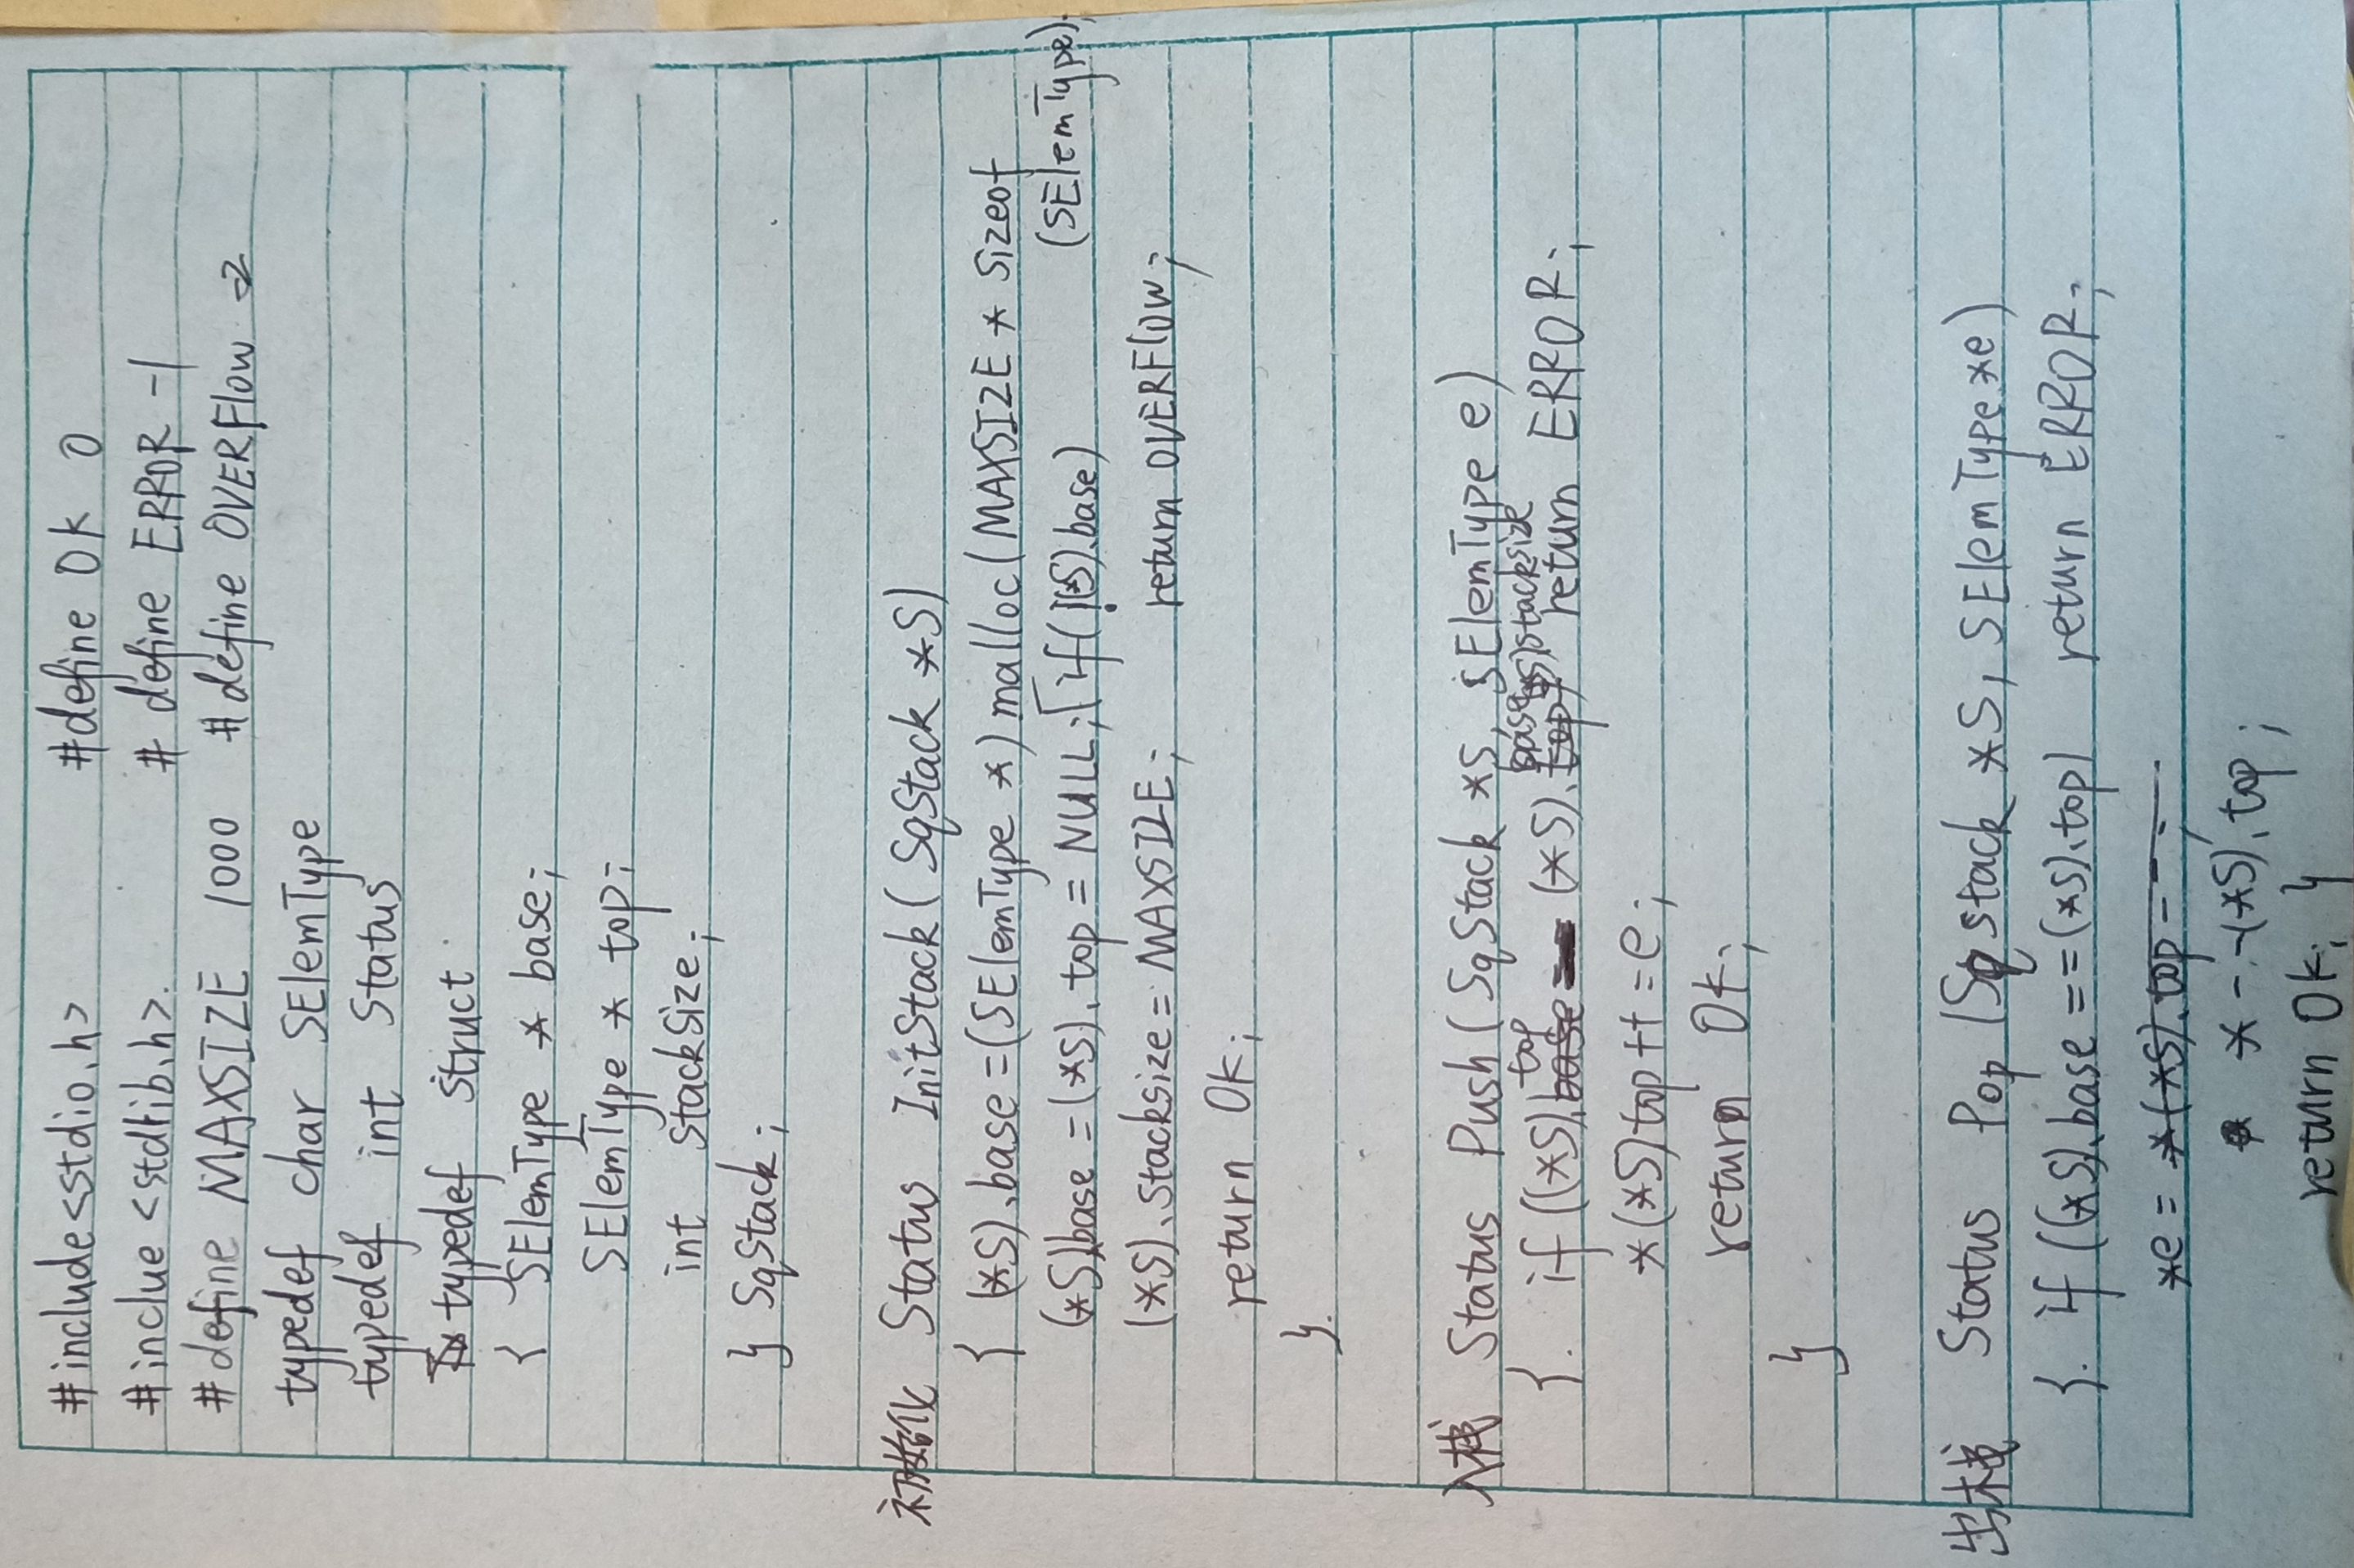 #include<stdio.h> #define Ok 0
#inclue<stdlib.h> #define ERROR -1
#define MAXSIZE 1000 #define OVERFlow -2
typedef char SElemType
typedef int Status
typedef struct
{ SElemType * base;
SElemType * top;
int stacksize;
} SqStack;
初始化 Status InitStack(SqStack *S)
{ (*S).base=(SElemType *)malloc(MAXSIZE * sizeof
(SElemType);
(*S).base=(*S).top=NULL; if(!(*S).base)
(*S).stacksize=MAXSIZE; return OVERFlow;
return Ok;
}
入栈 Status Push(SqStack *S, SElemType e)
{ if((*S).top - (*S).base==(*S)stacksize return ERROR;
*(*S)top++=e;
return Ok;
}
出栈 Status Pop(Sqstack *S, SElemType *e)
{ if((*S).base==(*S).top) return ERROR;
*e = *(*S).top--;
* --(*S).top;
return Ok; }